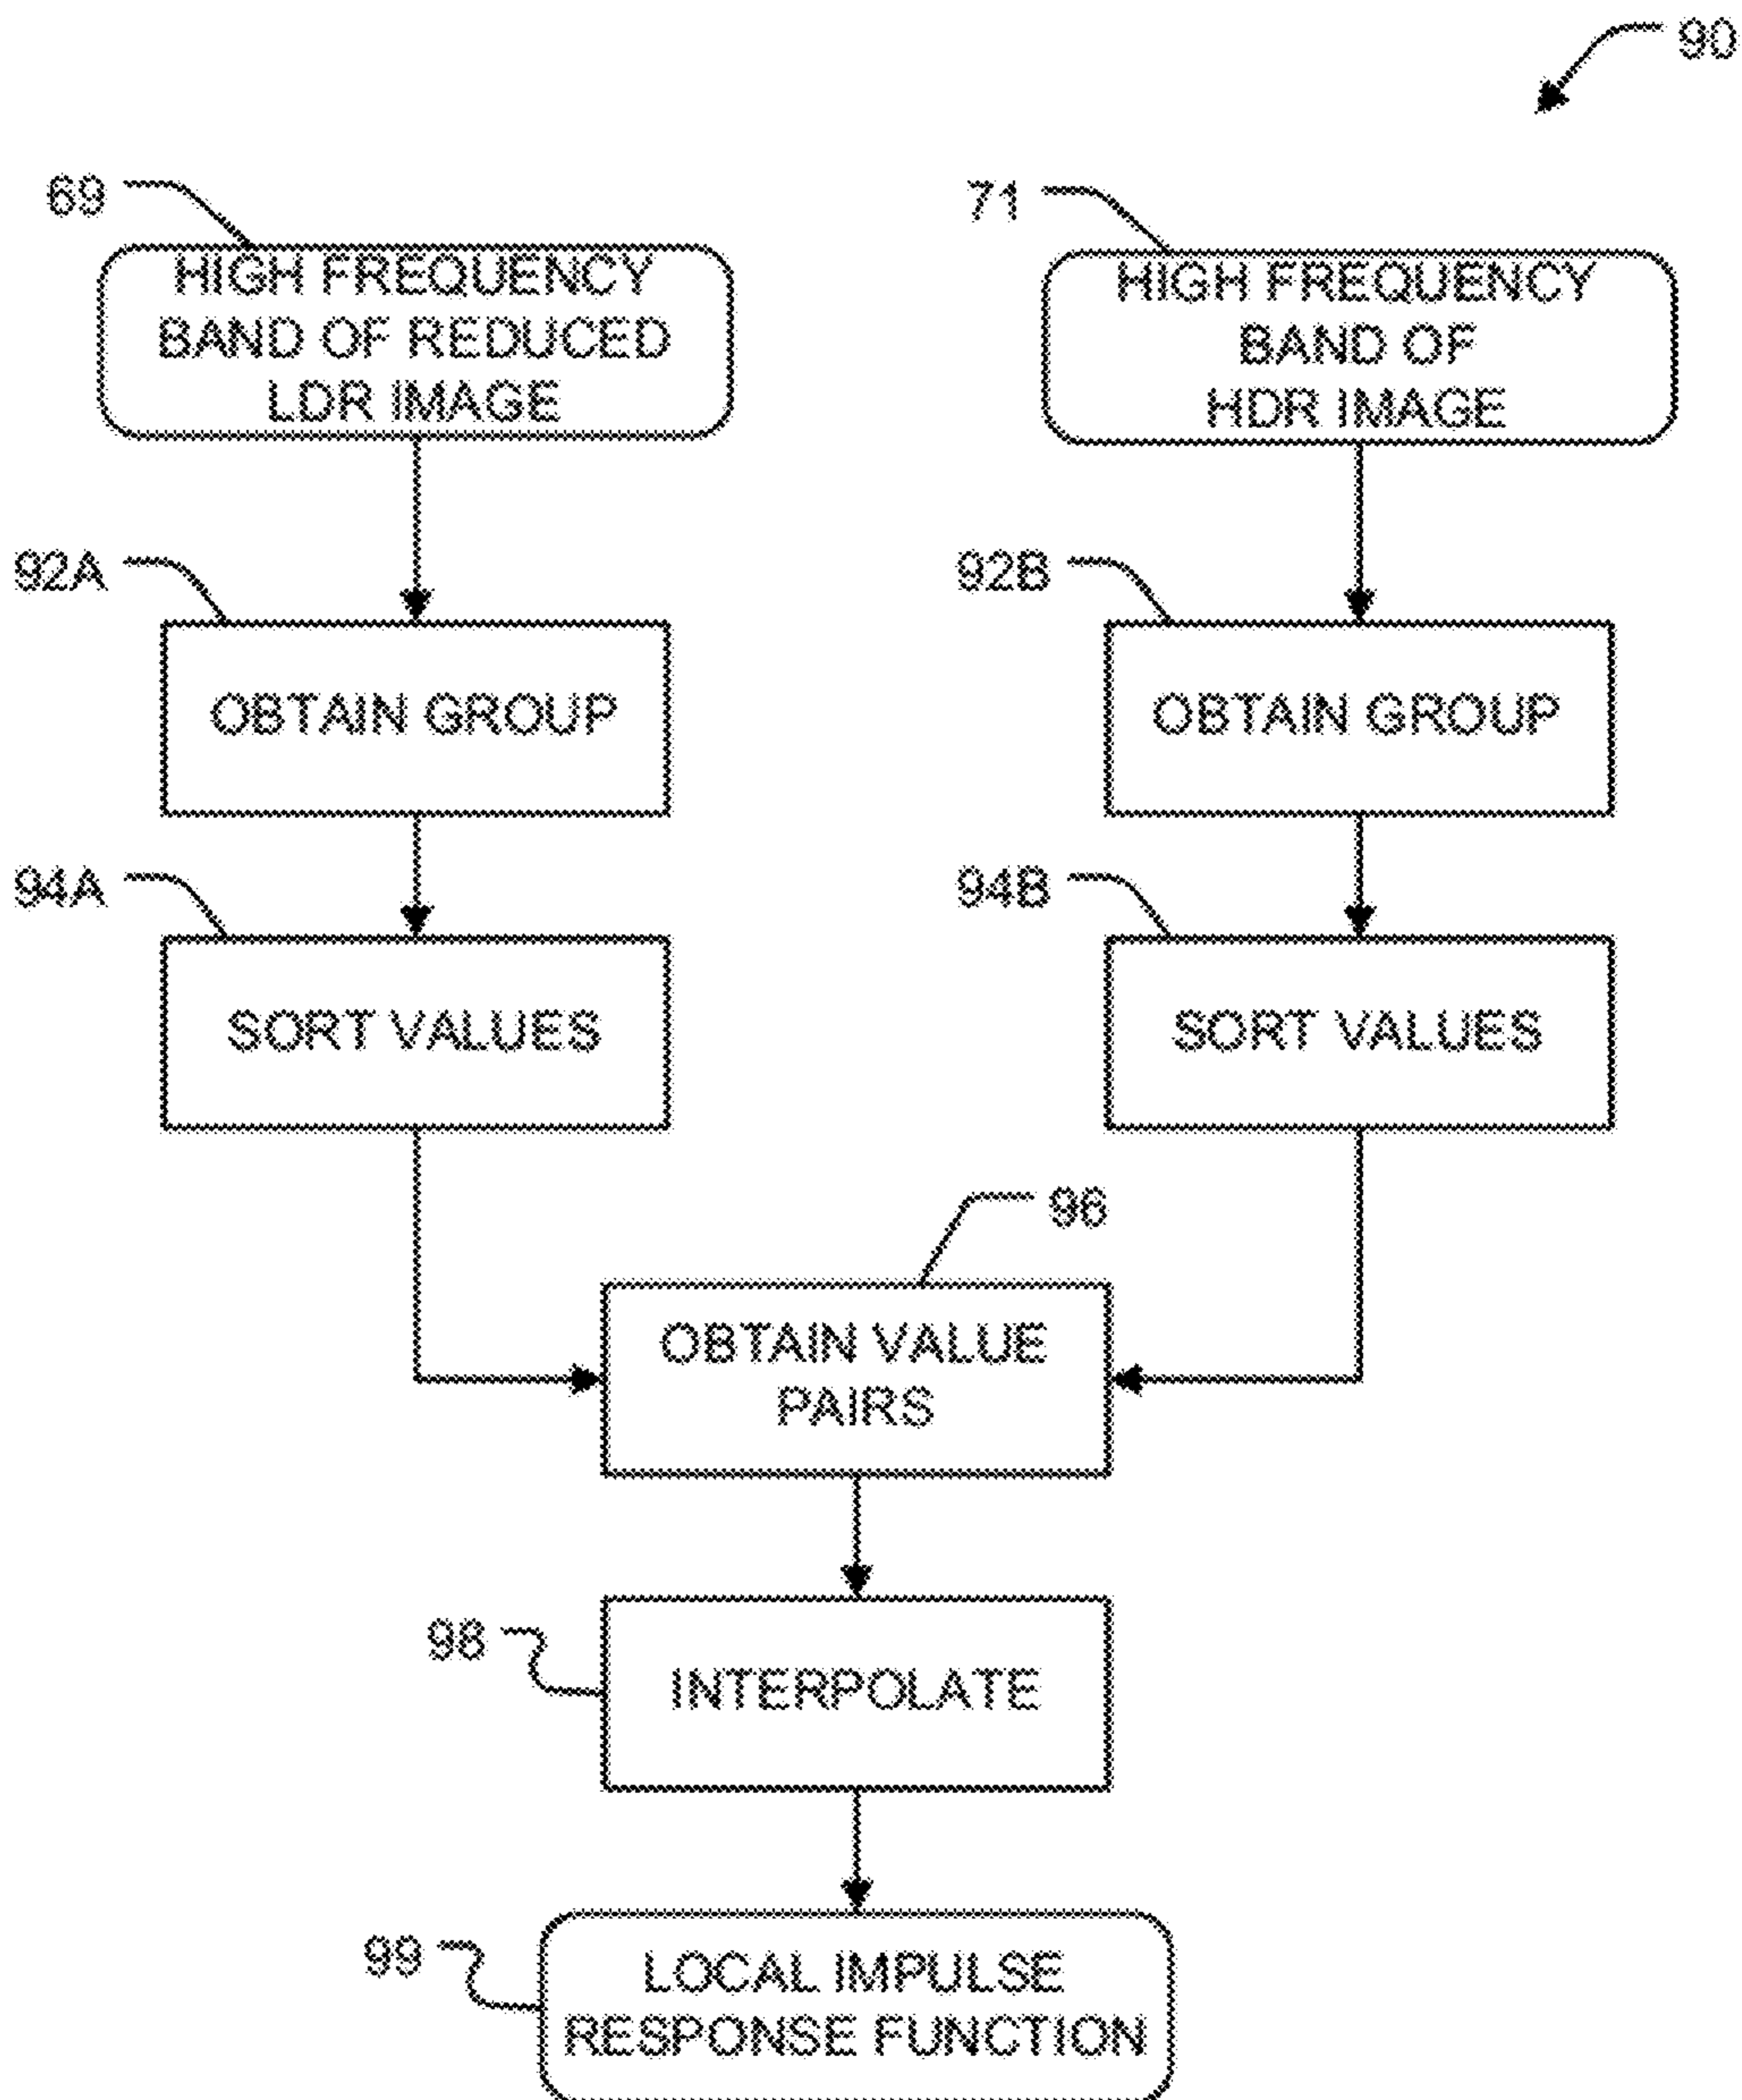 90
69
71
HIGH FREQUENCY
BAND OF REDUCED
LDR IMAGE
HIGH FREQUENCY
BAND OF
HDR IMAGE
92A
92B
OBTAIN GROUP
OBTAIN GROUP
94A
94B
SORT VALUES
SORT VALUES
96
OBTAIN VALUE
PAIRS
98
INTERPOLATE
99
LOCAL IMPULSE
RESPONSE FUNCTION